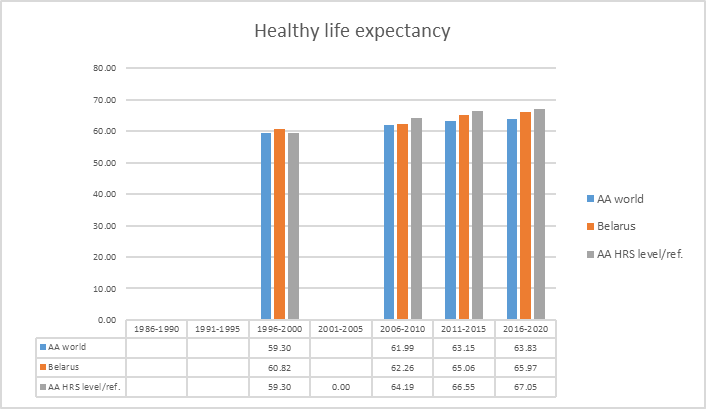 Healthy life expectancy
80.00
70.00
60.00
50.00
40.00
30.00
20.00
10.00
0.00
AA world
Belarus
AA HRS level/ref.
1986-1990 1991-1995 1996-2000 2001-2005 2006-2010 2011-2015 2016-2020
AA world 59.30 61.99 63.15 63.83
Belarus 60.82 62.26 65.06 65.97
AA HRS level/ref. 59.30 0.00 64.19 66.55 67.05